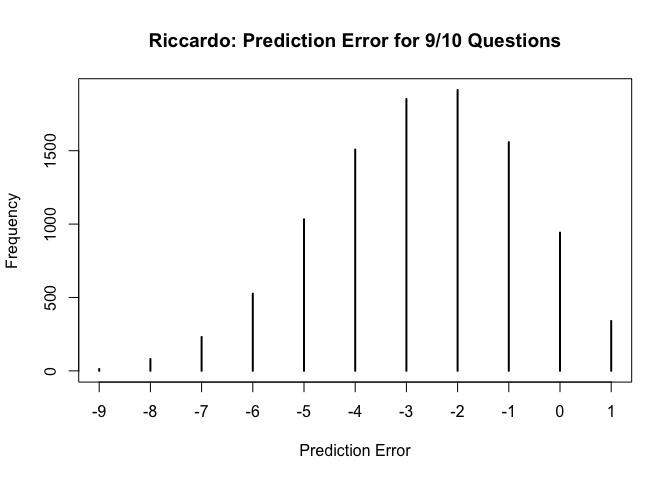 Riccardo: Prediction Error for 9/10 Questions
Frequency
1500
1000
500
0
-9 -8 -7 -6 -5 -4 -3 -2 -1 0 1
Prediction Error